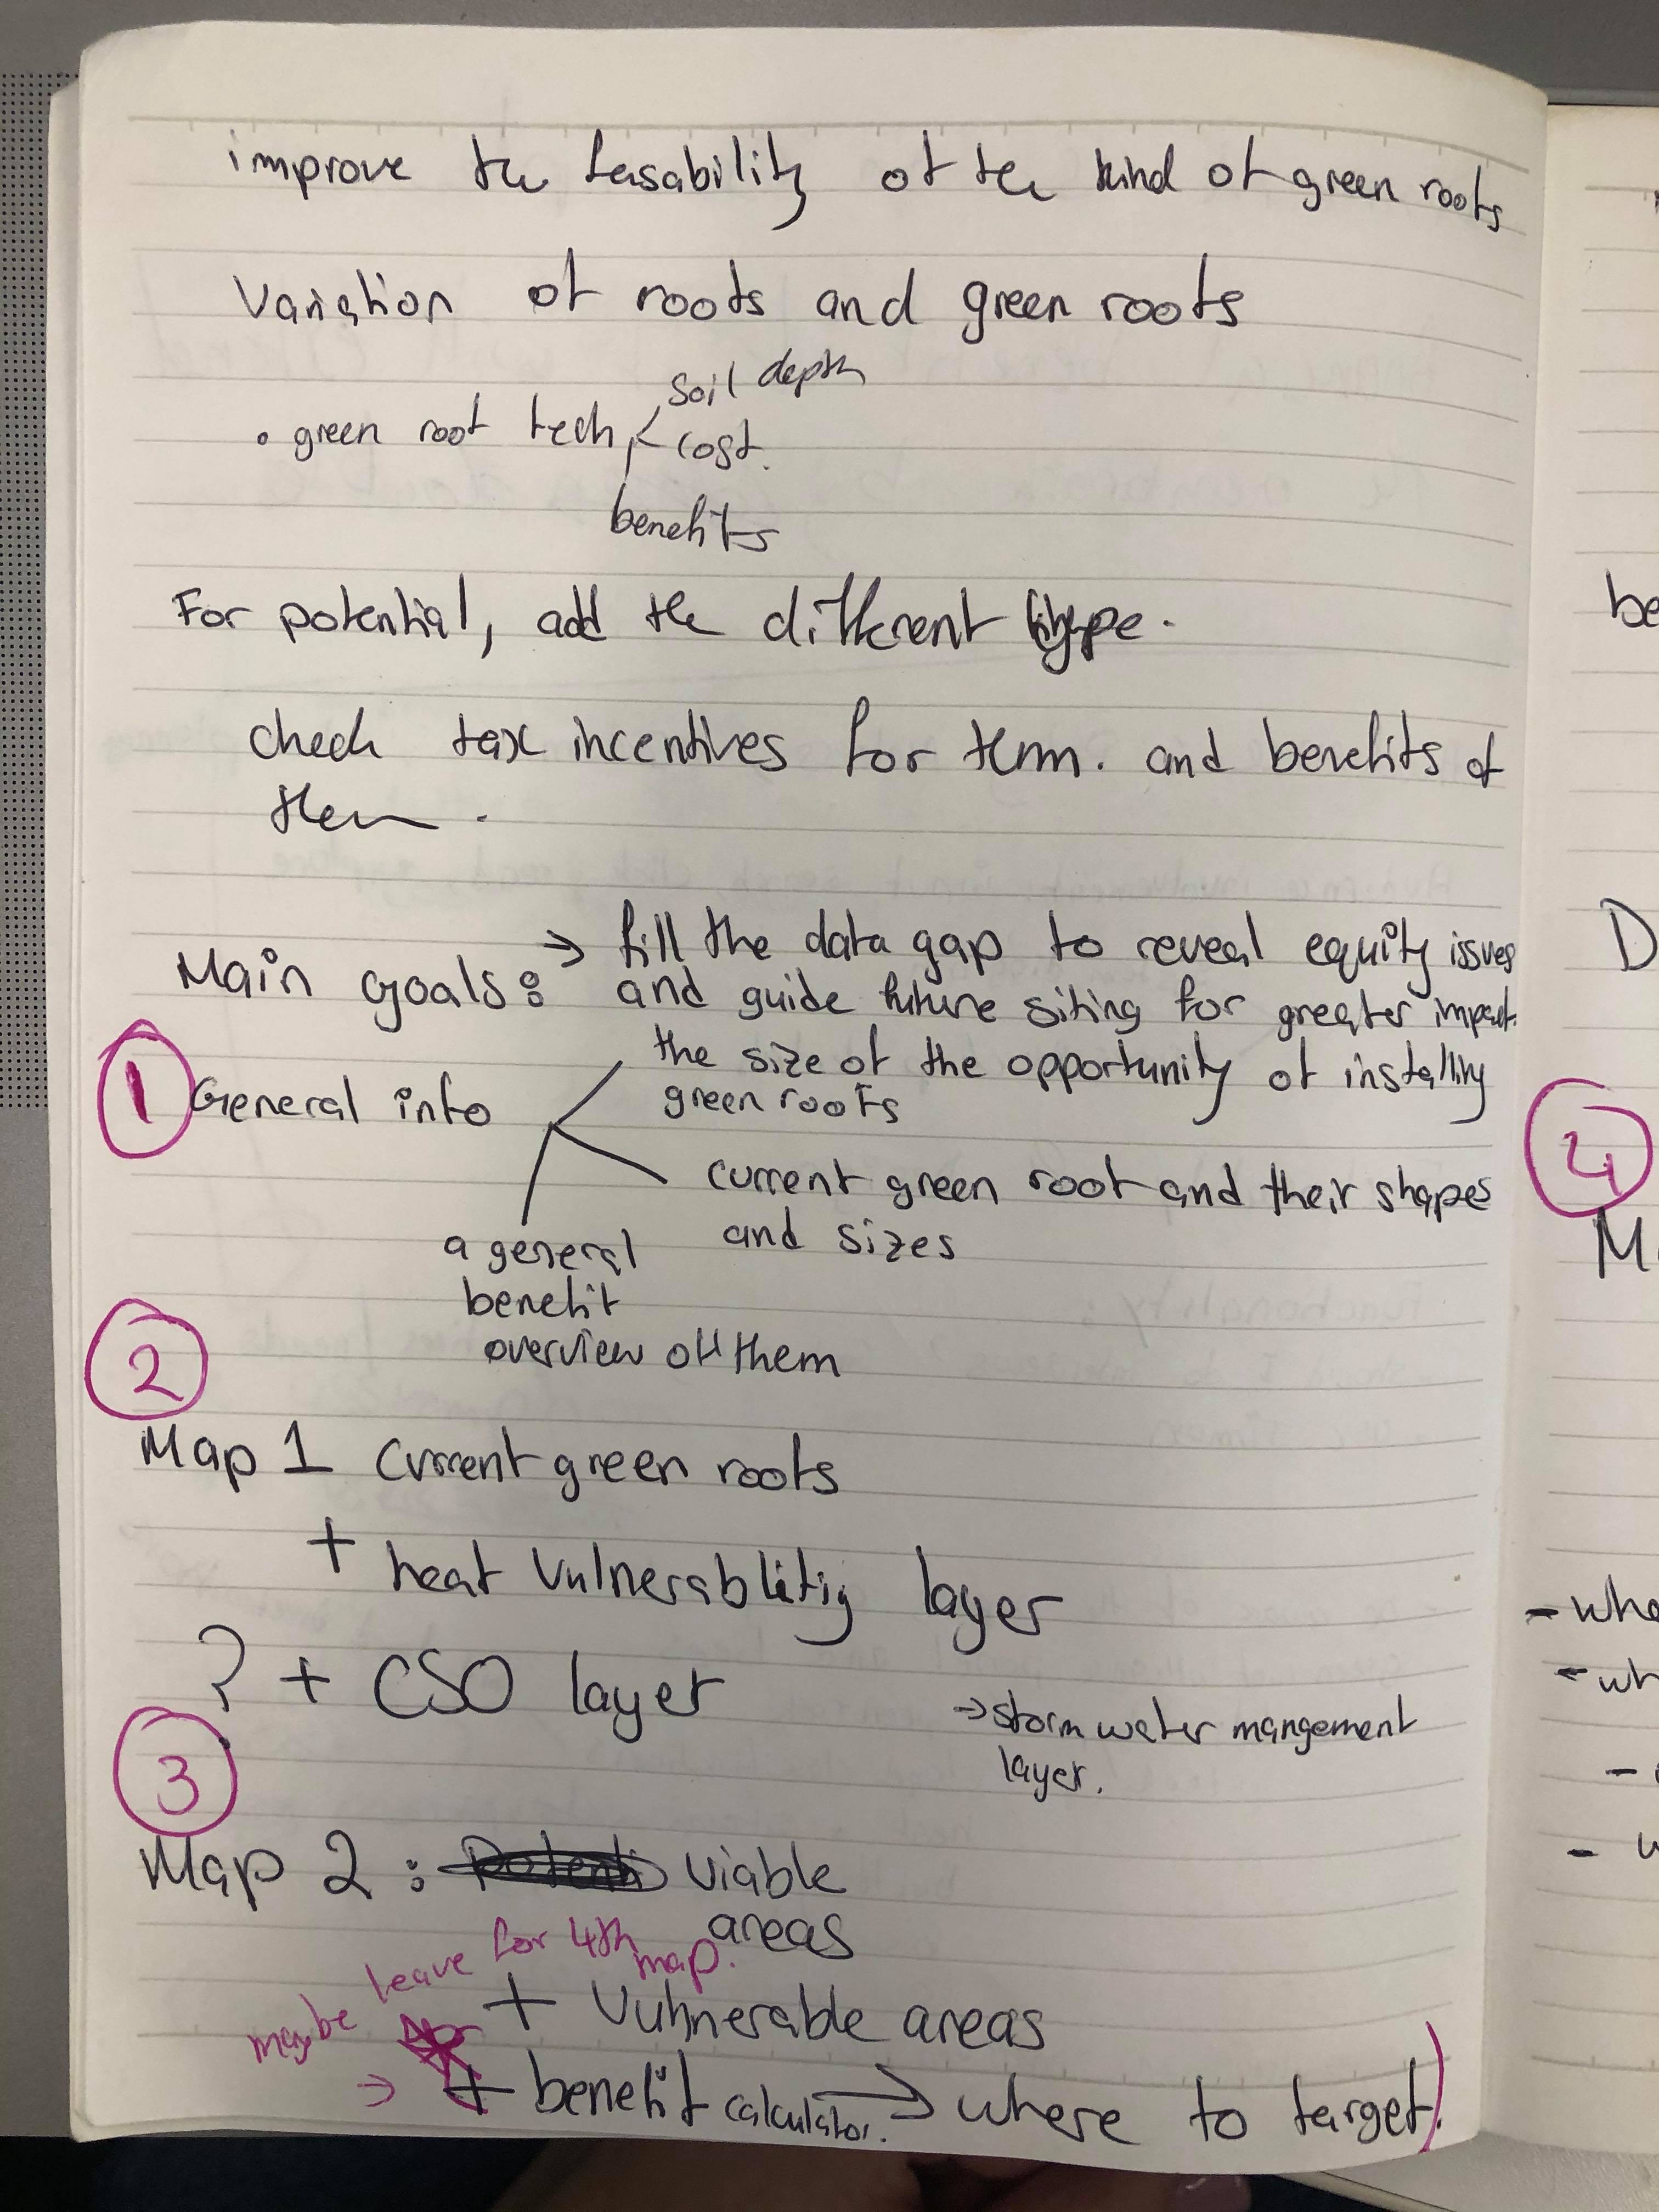 improve the feasability of the kind of green roofs
Variation of roofs and green roofs
• green roof tech
soil depth
cost.
benefits
For potential, add the different type.
check tax incentives for them. and benefits of
them.
Main goals: → fill the data gap to reveal equity issues
and guide future siting for greater impact.
1 General info
the size of the opportunity of installing
green roofs
current green roof and their shapes
and sizes
a general
benefit
overview off them
2
Map 1 current green roofs
+ heat vulnerablitiy layer
? + CSO layer
→ storm water mangement
layer.
3
Map 2 : Potenti viable
areas
maybe leave for 4th map.
+ Vulnerable areas
→ + benefit calculator. → where to target)
be
D
4
M
- whe
- wh
-
-